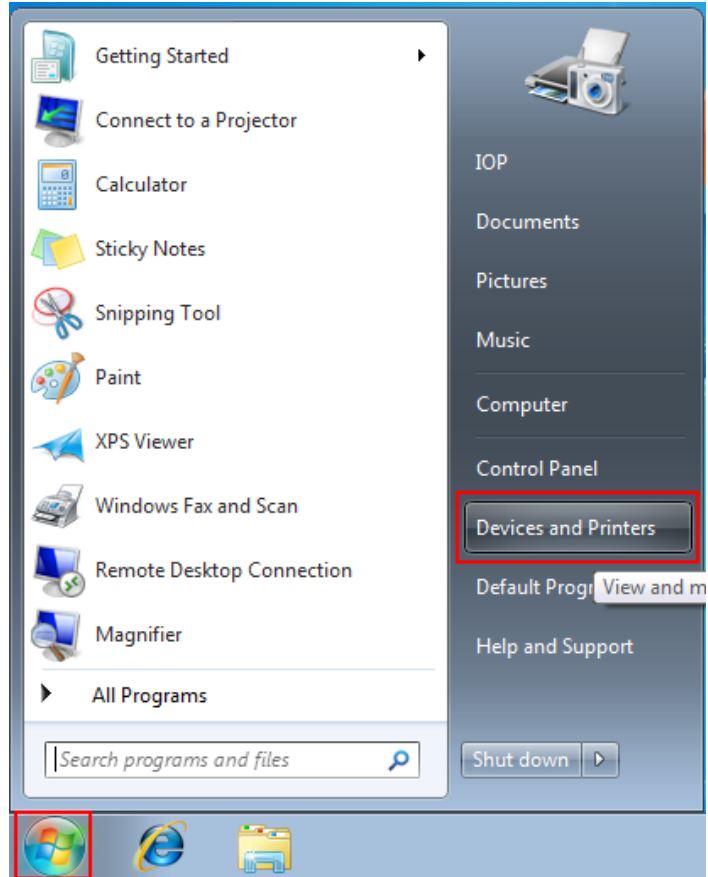 Getting Started
Connect to a Projector
Calculator
Sticky Notes
Snipping Tool
Paint
XPS Viewer
Windows Fax and Scan
Remote Desktop Connection
Magnifier
All Programs
Search programs and files
IOP
Documents
Pictures
Music
Computer
Control Panel
Devices and Printers
Default Progr
View and m
Help and Support
Shut down